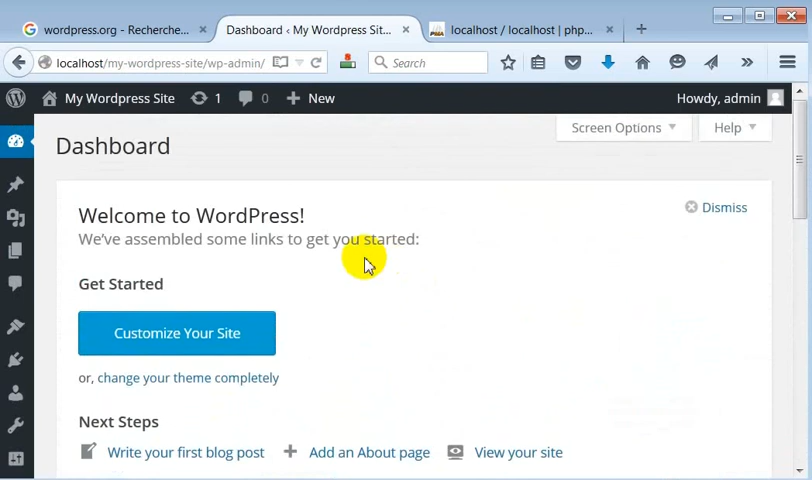 wordpress.org - Recherche...
Dashboard ‹ My Wordpress Sit...
localhost / localhost | php...
localhost/my-wordpress-site/wp-admin/
Search
My Wordpress Site 1 0 New Howdy, admin
Screen Options Help
Dashboard
Welcome to WordPress!
Dismiss
We've assembled some links to get you started:
Get Started
Customize Your Site
or, change your theme completely
Next Steps
Write your first blog post Add an About page View your site